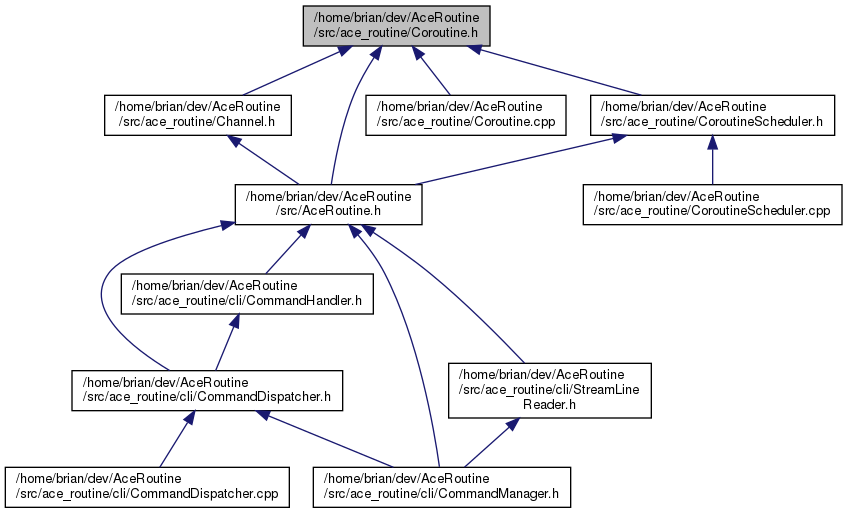 /home/brian/dev/AceRoutine
/src/ace_routine/Coroutine.h
/home/brian/dev/AceRoutine
/src/ace_routine/Channel.h
/home/brian/dev/AceRoutine
/src/ace_routine/Coroutine.cpp
/home/brian/dev/AceRoutine
/src/ace_routine/CoroutineScheduler.h
/home/brian/dev/AceRoutine
/src/AceRoutine.h
/home/brian/dev/AceRoutine
/src/ace_routine/CoroutineScheduler.cpp
/home/brian/dev/AceRoutine
/src/ace_routine/cli/CommandHandler.h
/home/brian/dev/AceRoutine
/src/ace_routine/cli/CommandDispatcher.h
/home/brian/dev/AceRoutine
/src/ace_routine/cli/StreamLine
Reader.h
/home/brian/dev/AceRoutine
/src/ace_routine/cli/CommandDispatcher.cpp
/home/brian/dev/AceRoutine
/src/ace_routine/cli/CommandManager.h